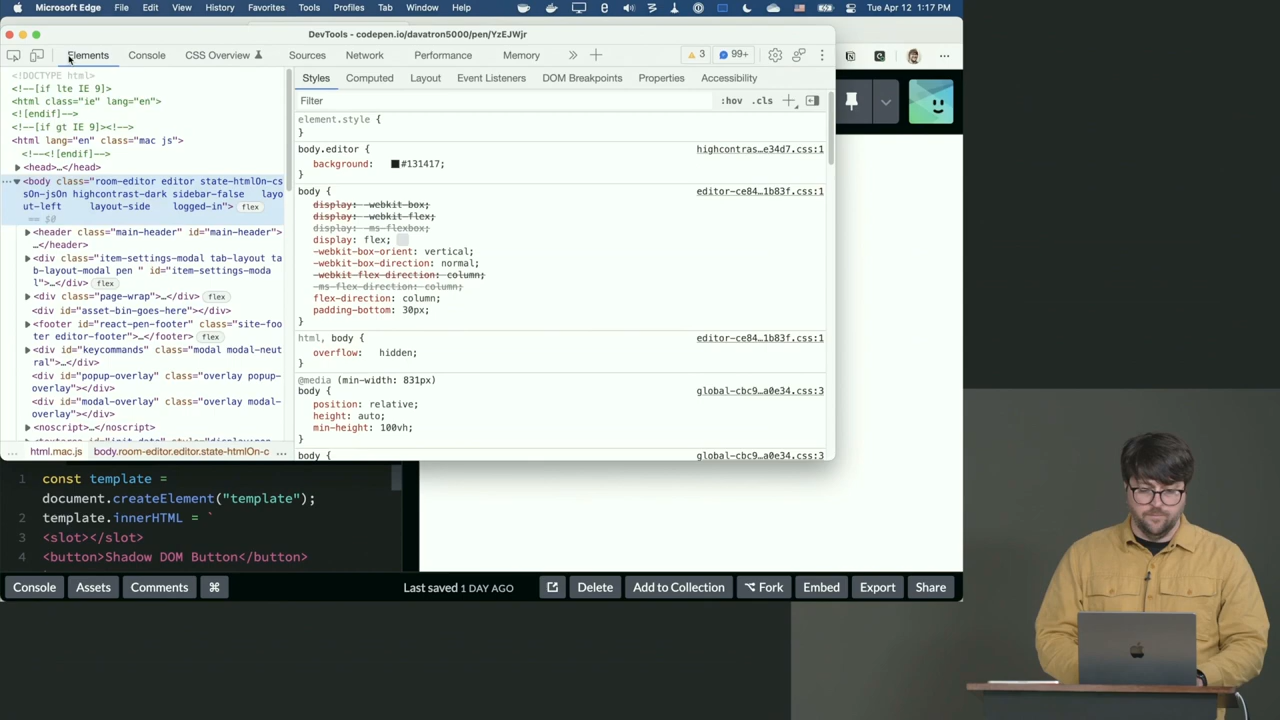 Microsoft Edge File Edit View History Favorites Tools Profiles Tab Window Help Tue Apr 12 1:17 PM
DevTools - codepen.io/davatron5000/pen/YzEJWjr
Elements Console CSS Overview Sources Network Performance Memory » 3 99+
<!DOCTYPE html>
<!--[if lte IE 9]>
<html class="ie" lang="en">
<![endif]-->
<!--[if gt IE 9]><!-->
<html lang="en" class="mac js">
<!--<![endif]-->
<head>…</head>
<body class="room-editor editor state-htmlOn-cs
sOn-jsOn highcontrast-dark sidebar-false layo
ut-left layout-side logged-in"> flex
== $0
<header class="main-header" id="main-header">
…</header>
<div class="item-settings-modal tab-layout ta
b-layout-modal pen " id="item-settings-moda
l">…</div> flex
<div class="page-wrap">…</div> flex
<div id="asset-bin-goes-here"></div>
<footer id="react-pen-footer" class="site-foo
ter editor-footer">…</footer> flex
<div id="keycommands" class="modal modal-neut
ral">…</div>
<div id="popup-overlay" class="overlay popup-
overlay"></div>
<div id="modal-overlay" class="overlay modal-
overlay"></div>
<noscript>…</noscript>
html.mac.js body.room-editor.editor.state-htmlOn-c …
Styles Computed Layout Event Listeners DOM Breakpoints Properties Accessibility
Filter :hov .cls
element.style {
}
body.editor { highcontras…e34d7.css:1
background: #131417;
}
body { editor-ce84…1b83f.css:1
display: -webkit-box;
display: -webkit-flex;
display: -ms-flexbox;
display: flex;
-webkit-box-orient: vertical;
-webkit-box-direction: normal;
-webkit-flex-direction: column;
-ms-flex-direction: column;
flex-direction: column;
padding-bottom: 30px;
}
html, body { editor-ce84…1b83f.css:1
overflow: hidden;
}
@media (min-width: 831px)
body { global-cbc9…a0e34.css:3
position: relative;
height: auto;
min-height: 100vh;
}
body { global-cbc9…a0e34.css:3
1 const template =
document.createElement("template");
2 template.innerHTML = `
3 <slot></slot>
4 <button>Shadow DOM Button</button>
Console Assets Comments ⌘ Last saved 1 DAY AGO Delete Add to Collection Fork Embed Export Share